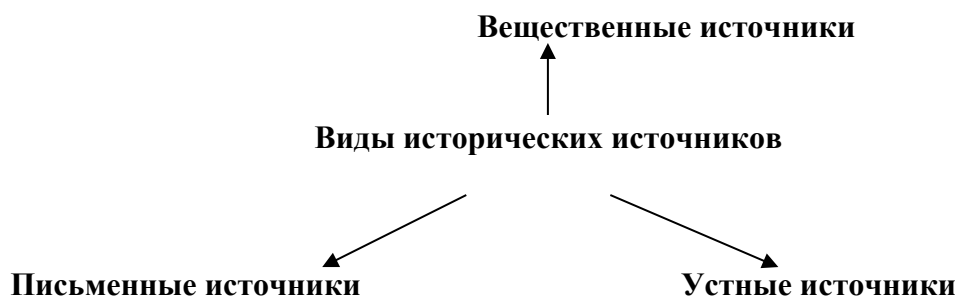 Вещественные источники
Виды исторических источников
Письменные источники Устные источники